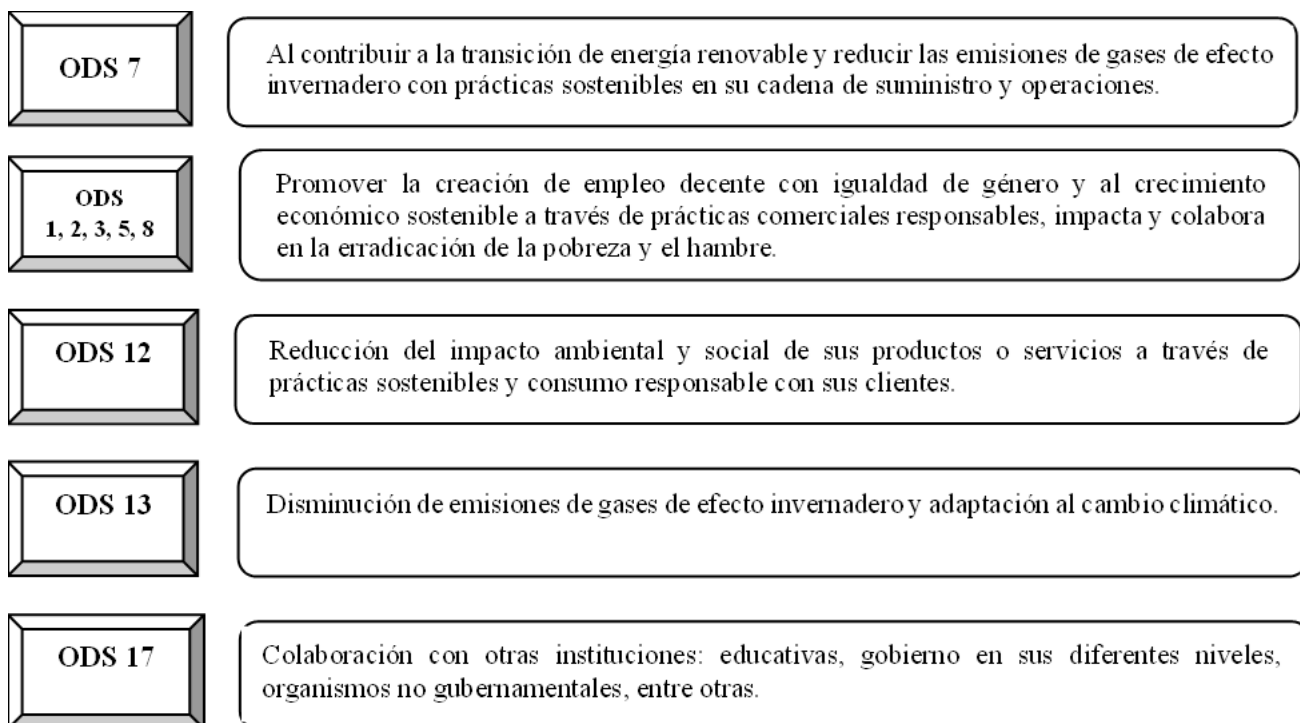 ODS 7
Al contribuir a la transición de energía renovable y reducir las emisiones de gases de efecto
invernadero con prácticas sostenibles en su cadena de suministro y operaciones.
ODS
1, 2, 3, 5, 8
Promover la creación de empleo decente con igualdad de género y al crecimiento
económico sostenible a través de prácticas comerciales responsables, impacta y colabora
en la erradicación de la pobreza y el hambre.
ODS 12
Reducción del impacto ambiental y social de sus productos o servicios a través de
prácticas sostenibles y consumo responsable con sus clientes.
ODS 13
Disminución de emisiones de gases de efecto invernadero y adaptación al cambio climático.
ODS 17
Colaboración con otras instituciones: educativas, gobierno en sus diferentes niveles,
organismos no gubernamentales, entre otras.